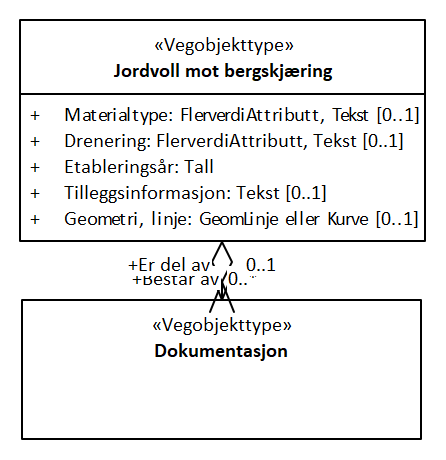 «Vegobjekttype»
Jordvoll mot bergskjæring
+ Materialtype: FlerverdiAttributt, Tekst [0..1]
+ Drenering: FlerverdiAttributt, Tekst [0..1]
+ Etableringsår: Tall
+ Tilleggsinformasjon: Tekst [0..1]
+ Geometri, linje: GeomLinje eller Kurve [0..1]
+Er del av 0..1
+Består av 0..*
«Vegobjekttype»
Dokumentasjon